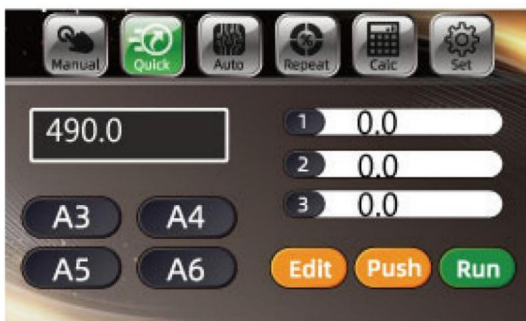 Manual Quick Auto Repeat Calc Set
490.0
1 0.0
2 0.0
3 0.0
A3 A4
A5 A6
Edit Push Run